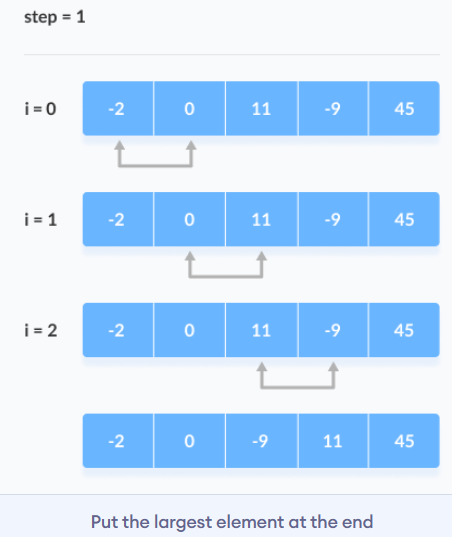 step = 1
i = 0 -2 0 11 -9 45
i = 1 -2 0 11 -9 45
i = 2 -2 0 11 -9 45
-2 0 -9 11 45
Put the largest element at the end